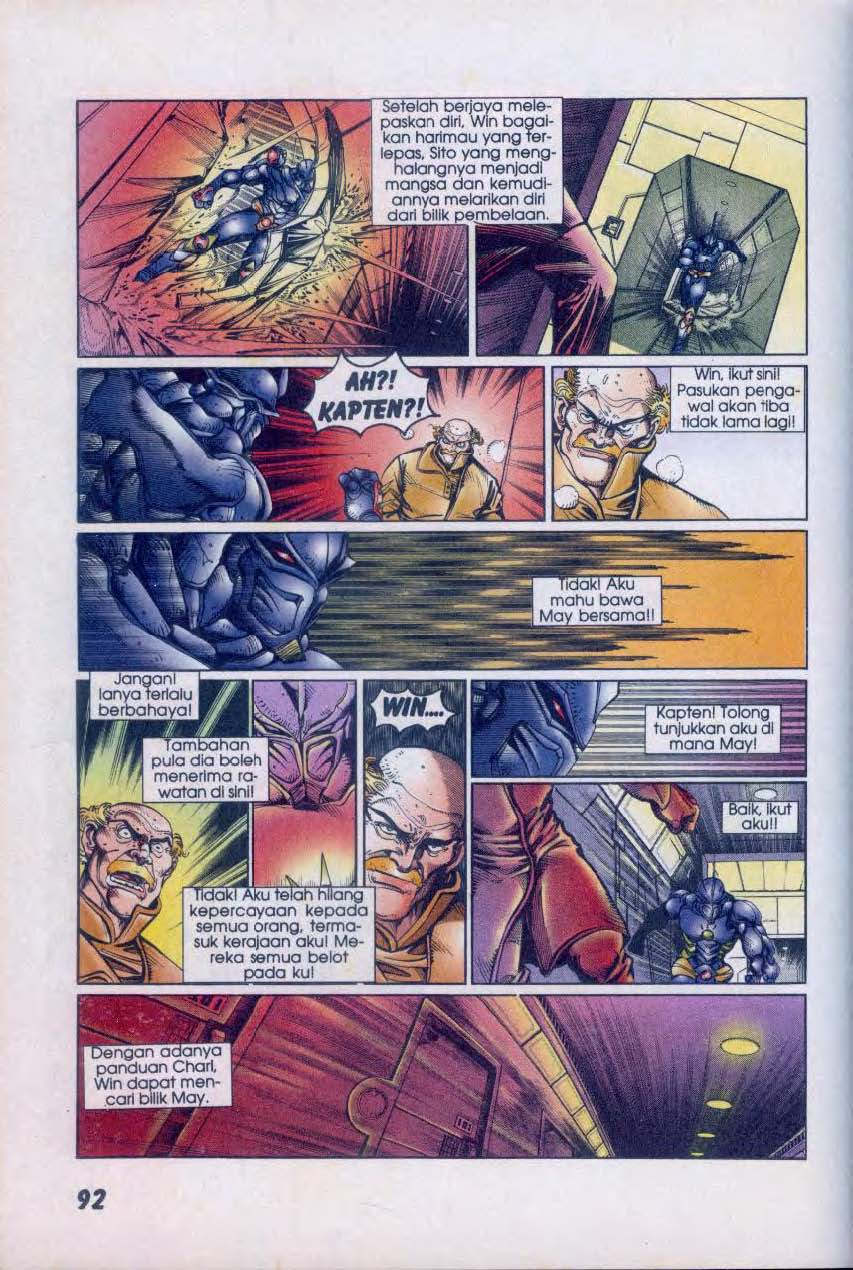 Setelah berjaya mele-
paskan diri, Win bagai-
kan harimau yang ter-
lepas, Sito yang meng-
halangnya menjadi
mangsa dan kemudi-
annya melarikan diri
dari bilik pembelaan.
AH?!
KAPTEN?!
Win, ikut sini!
Pasukan penga-
wal akan tiba
tidak lama lagi!
Tidak! Aku
mahu bawa
May bersama!!
Jangan!
Ianya terlalu
berbahaya!
Tambahan
pula dia boleh
menerima ra-
watan di sini!
Tidak! Aku telah hilang
kepercayaan kepada
semua orang, terma-
suk kerajaan aku! Me-
reka semua belot
pada ku!
WIN....
Kapten! Tolong
tunjukkan aku di
mana May!
Baik, ikut
aku!!
Dengan adanya
panduan Charl,
Win dapat men-
cari bilik May.
92